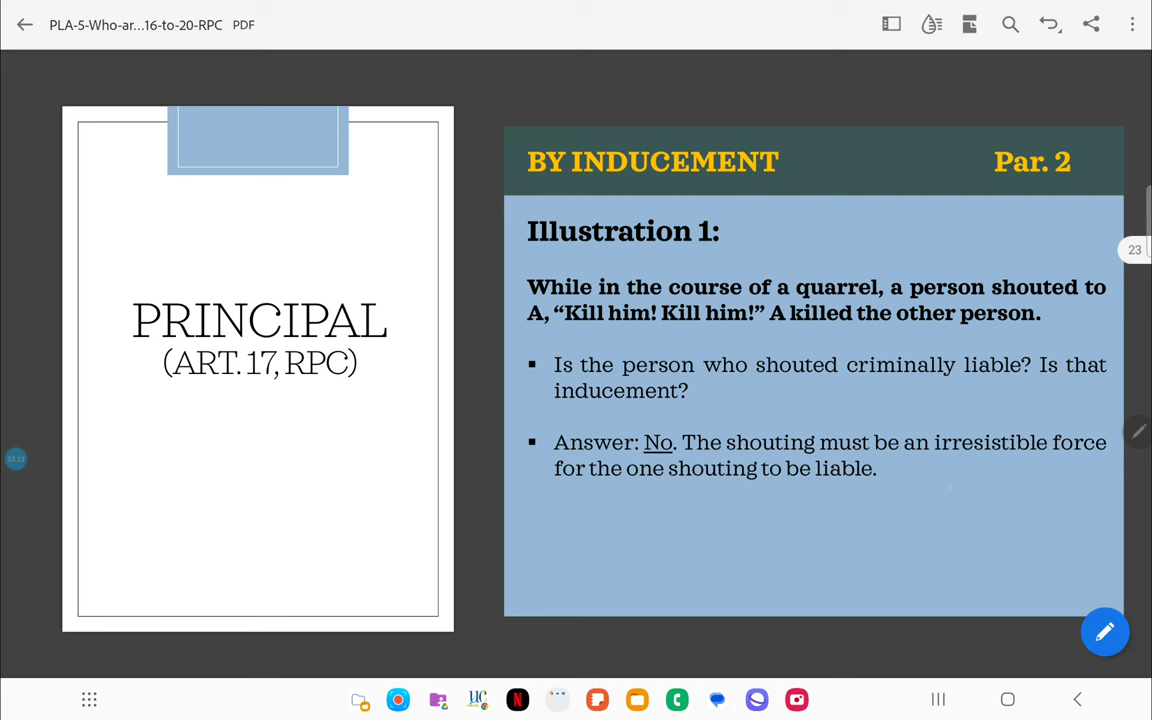 PLA-5-Who-ar...16-to-20-RPC PDF
PRINCIPAL
(ART. 17, RPC)
BY INDUCEMENT Par. 2
Illustration 1:
While in the course of a quarrel, a person shouted to
A, “Kill him! Kill him!” A killed the other person.
▪ Is the person who shouted criminally liable? Is that
inducement?
▪ Answer: No. The shouting must be an irresistible force
for the one shouting to be liable.
23
33:23
UC
N